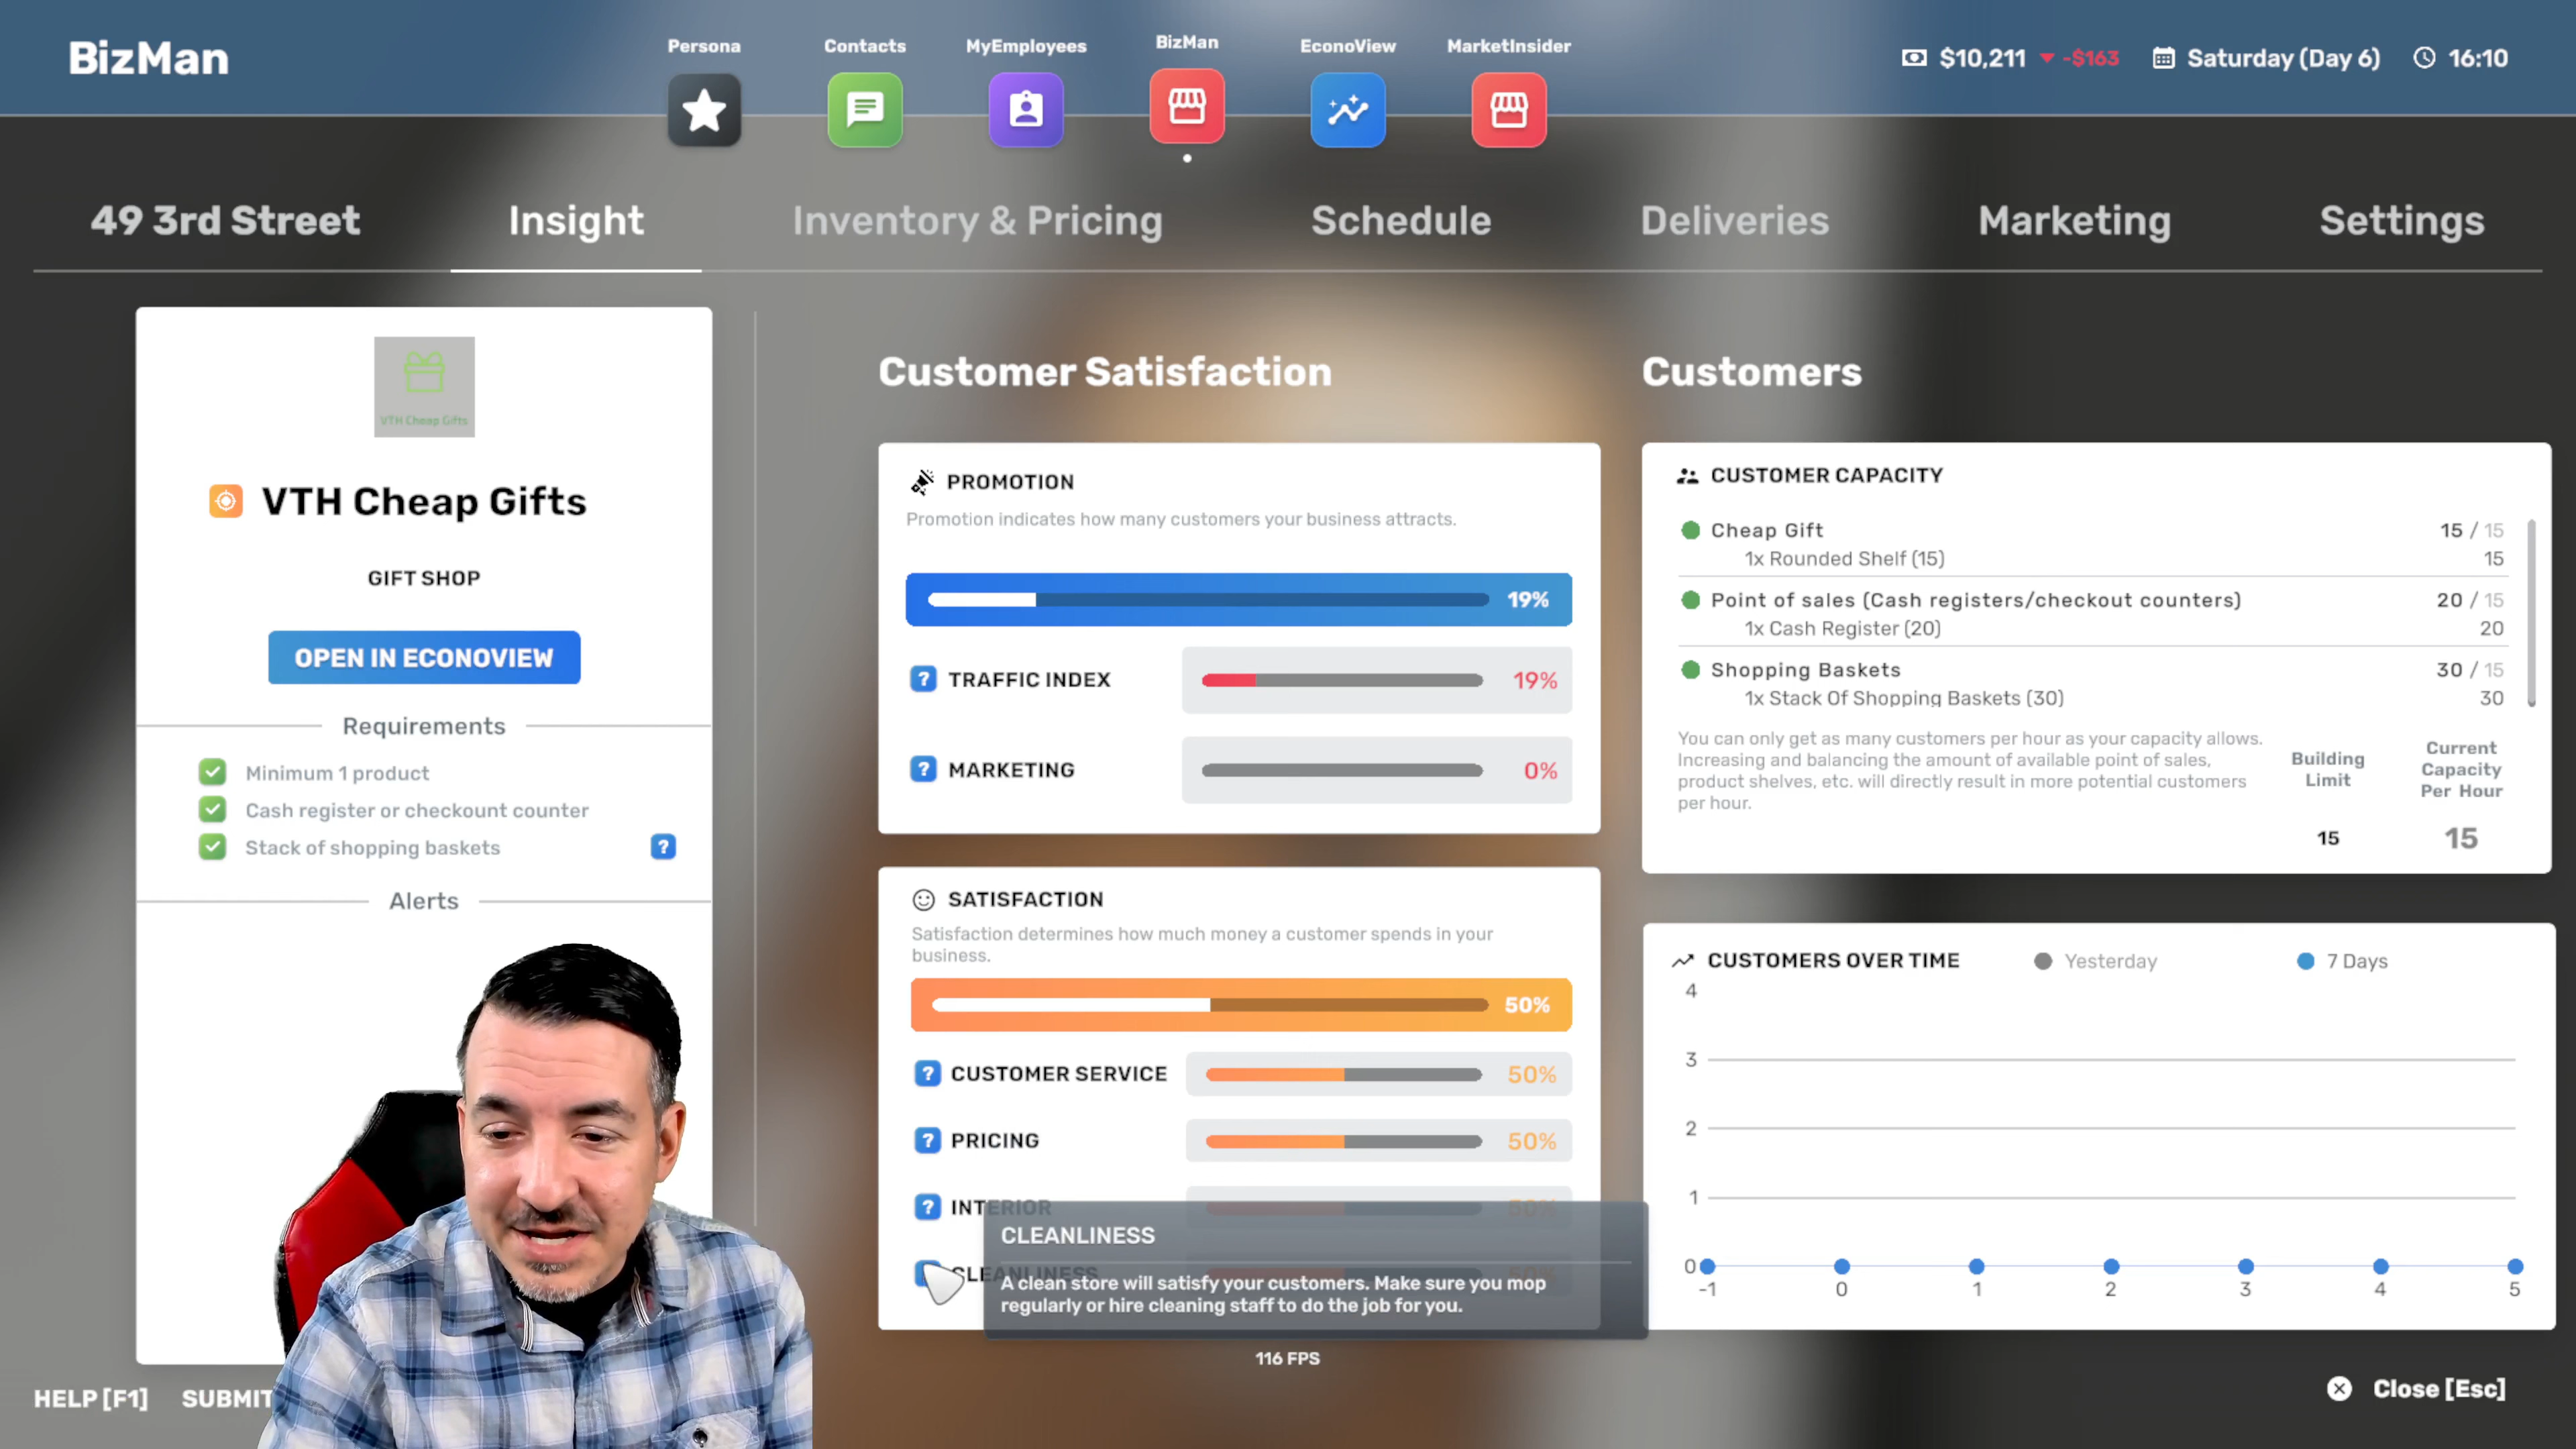 BizMan
Persona
Contacts
MyEmployees
BizMan
EconoView
MarketInsider
$10,211 -$163 Saturday (Day 6) 16:10
49 3rd Street
Insight
Inventory & Pricing
Schedule
Deliveries
Marketing
Settings
VTH Cheap Gifts
VTH Cheap Gifts
GIFT SHOP
OPEN IN ECONOVIEW
Requirements
Minimum 1 product
Cash register or checkount counter
Stack of shopping baskets ?
Alerts
Customer Satisfaction
PROMOTION
Promotion indicates how many customers your business attracts.
19%
? TRAFFIC INDEX 19%
? MARKETING 0%
SATISFACTION
Satisfaction determines how much money a customer spends in your
business.
50%
? CUSTOMER SERVICE 50%
? PRICING 50%
? INTERIOR 50%
CLEANLINESS
CLEANLINESS
A clean store will satisfy your customers. Make sure you mop
regularly or hire cleaning staff to do the job for you.
Customers
CUSTOMER CAPACITY
Cheap Gift 15 / 15
1x Rounded Shelf (15) 15
Point of sales (Cash registers/checkout counters) 20 / 15
1x Cash Register (20) 20
Shopping Baskets 30 / 15
1x Stack Of Shopping Baskets (30) 30
You can only get as many customers per hour as your capacity allows.
Increasing and balancing the amount of available point of sales,
product shelves, etc. will directly result in more potential customers
per hour.
Building
Limit
15
Current
Capacity
Per Hour
15
CUSTOMERS OVER TIME Yesterday 7 Days
4
3
2
1
0
-1 0 1 2 3 4 5
116 FPS
HELP [F1] SUBMIT
Close [Esc]